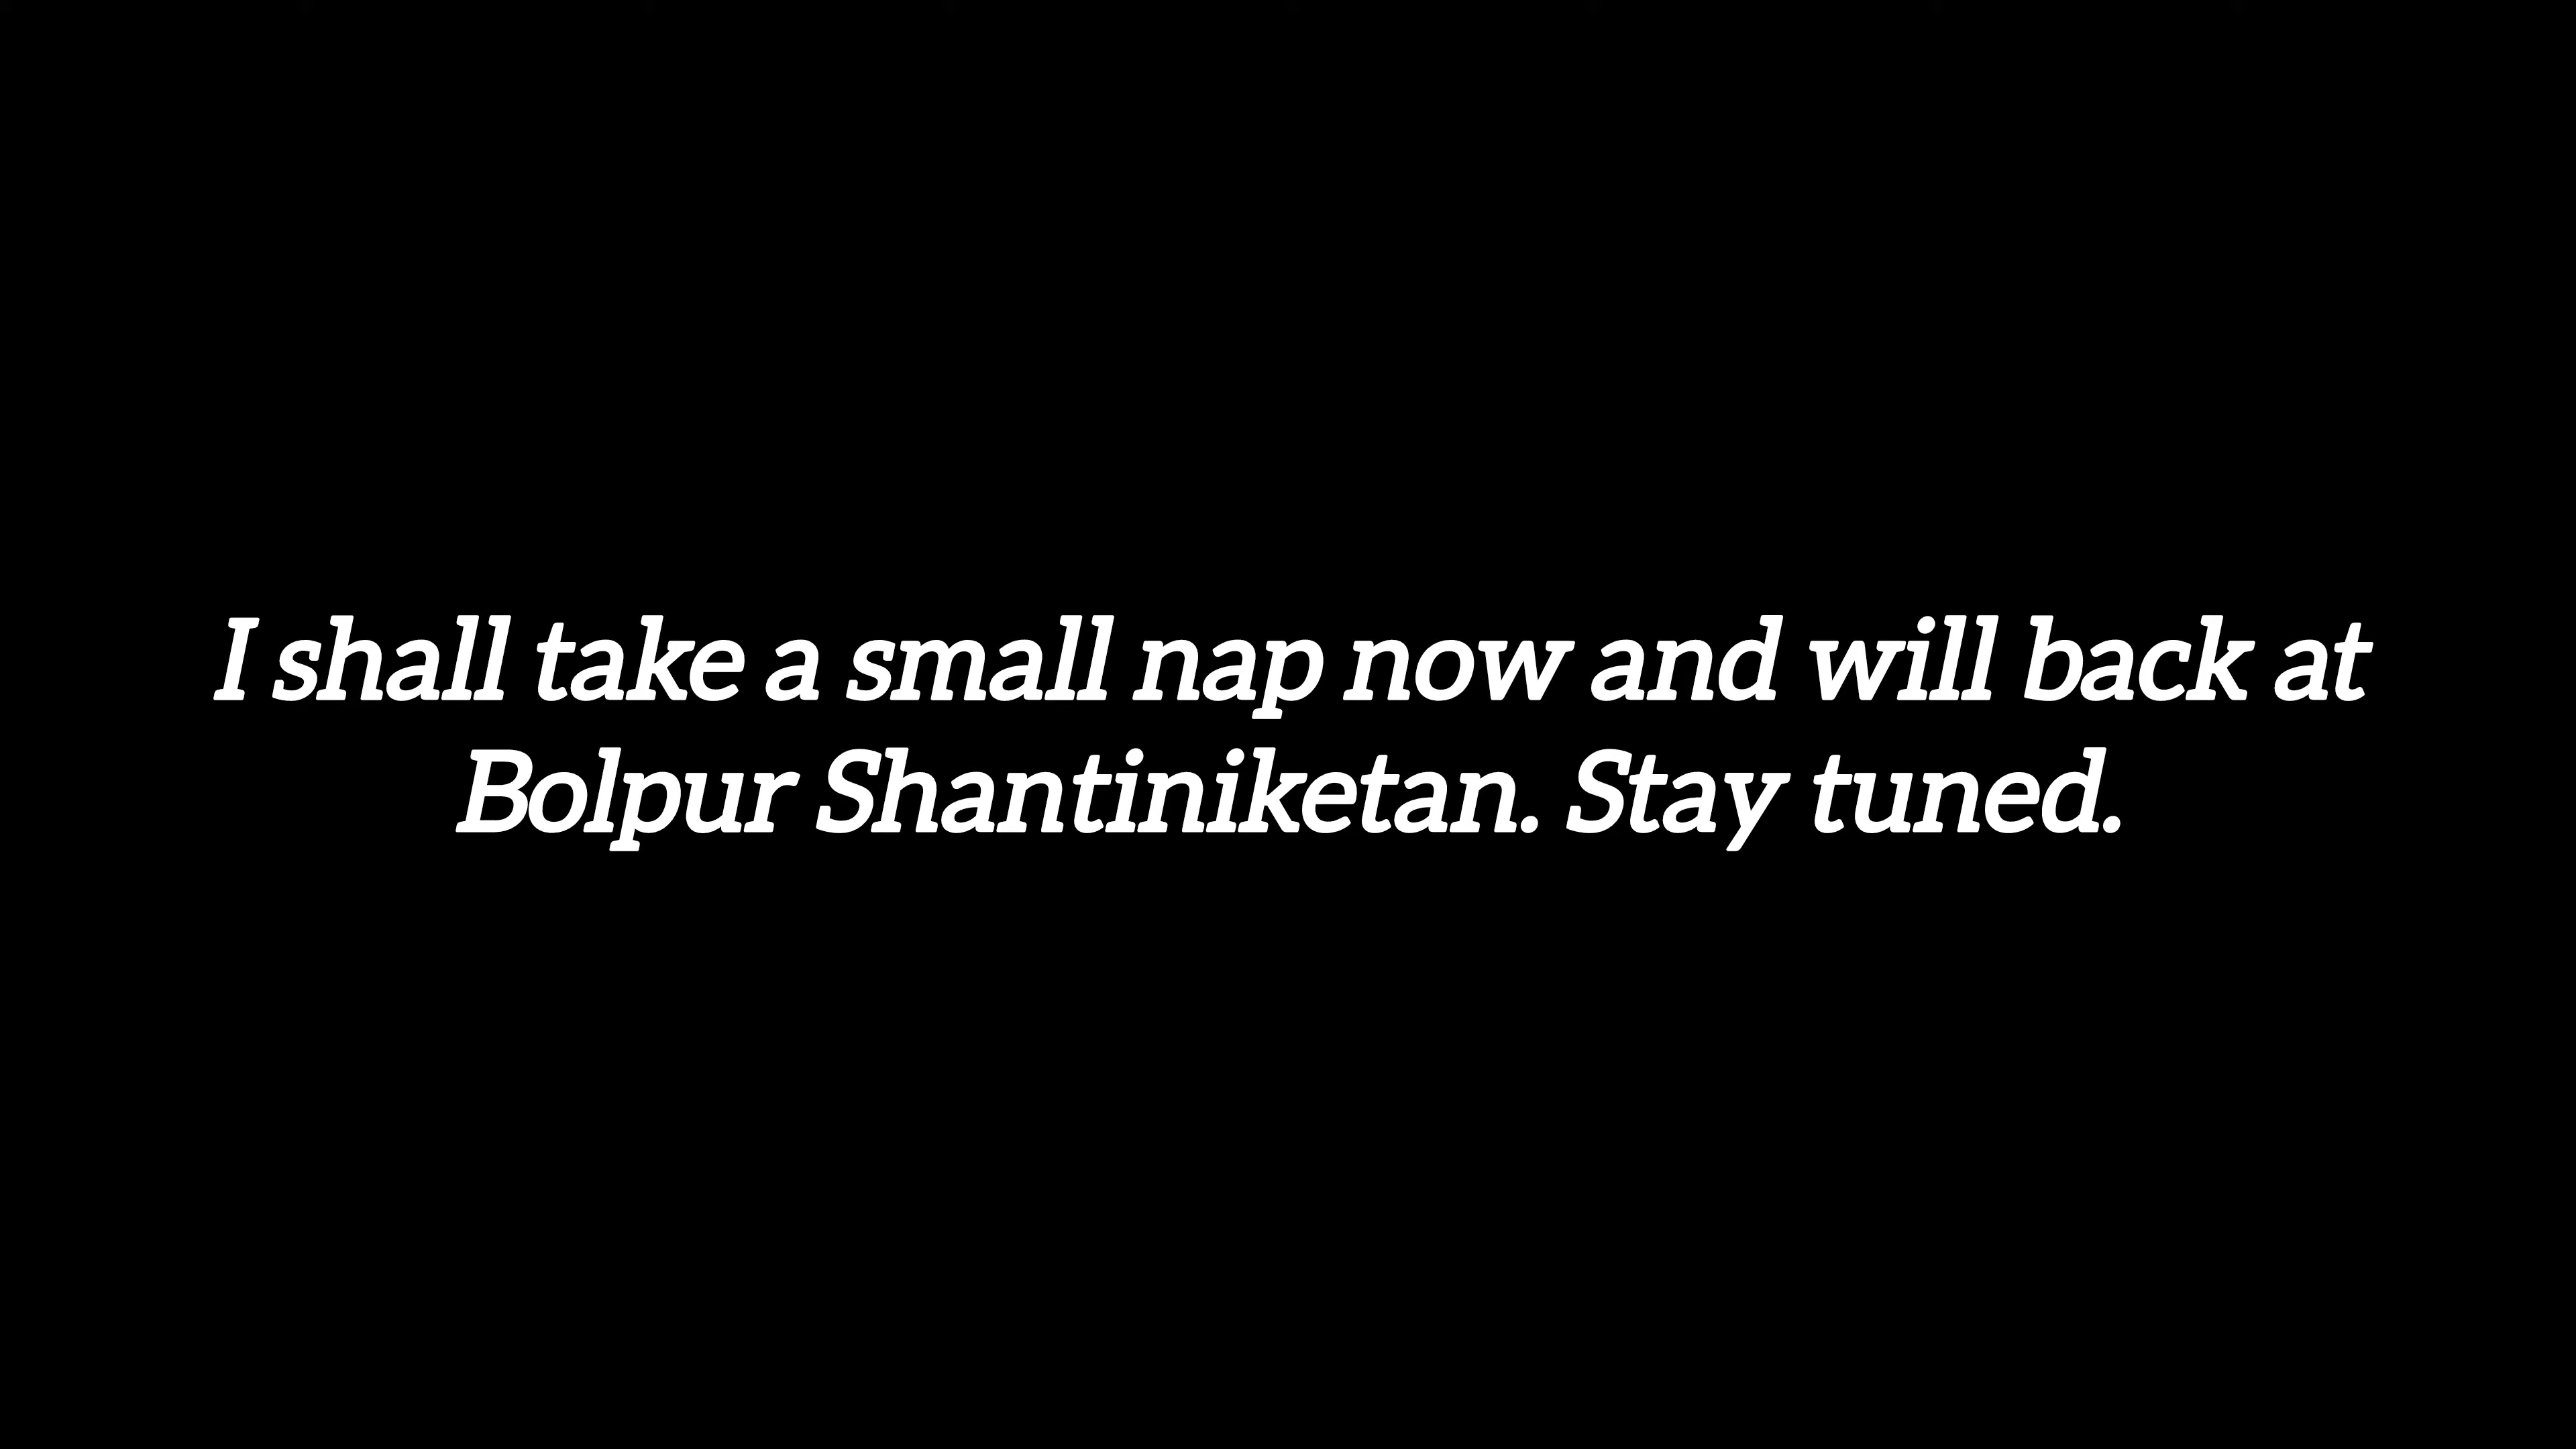 I shall take a small nap now and will back at
Bolpur Shantiniketan. Stay tuned.